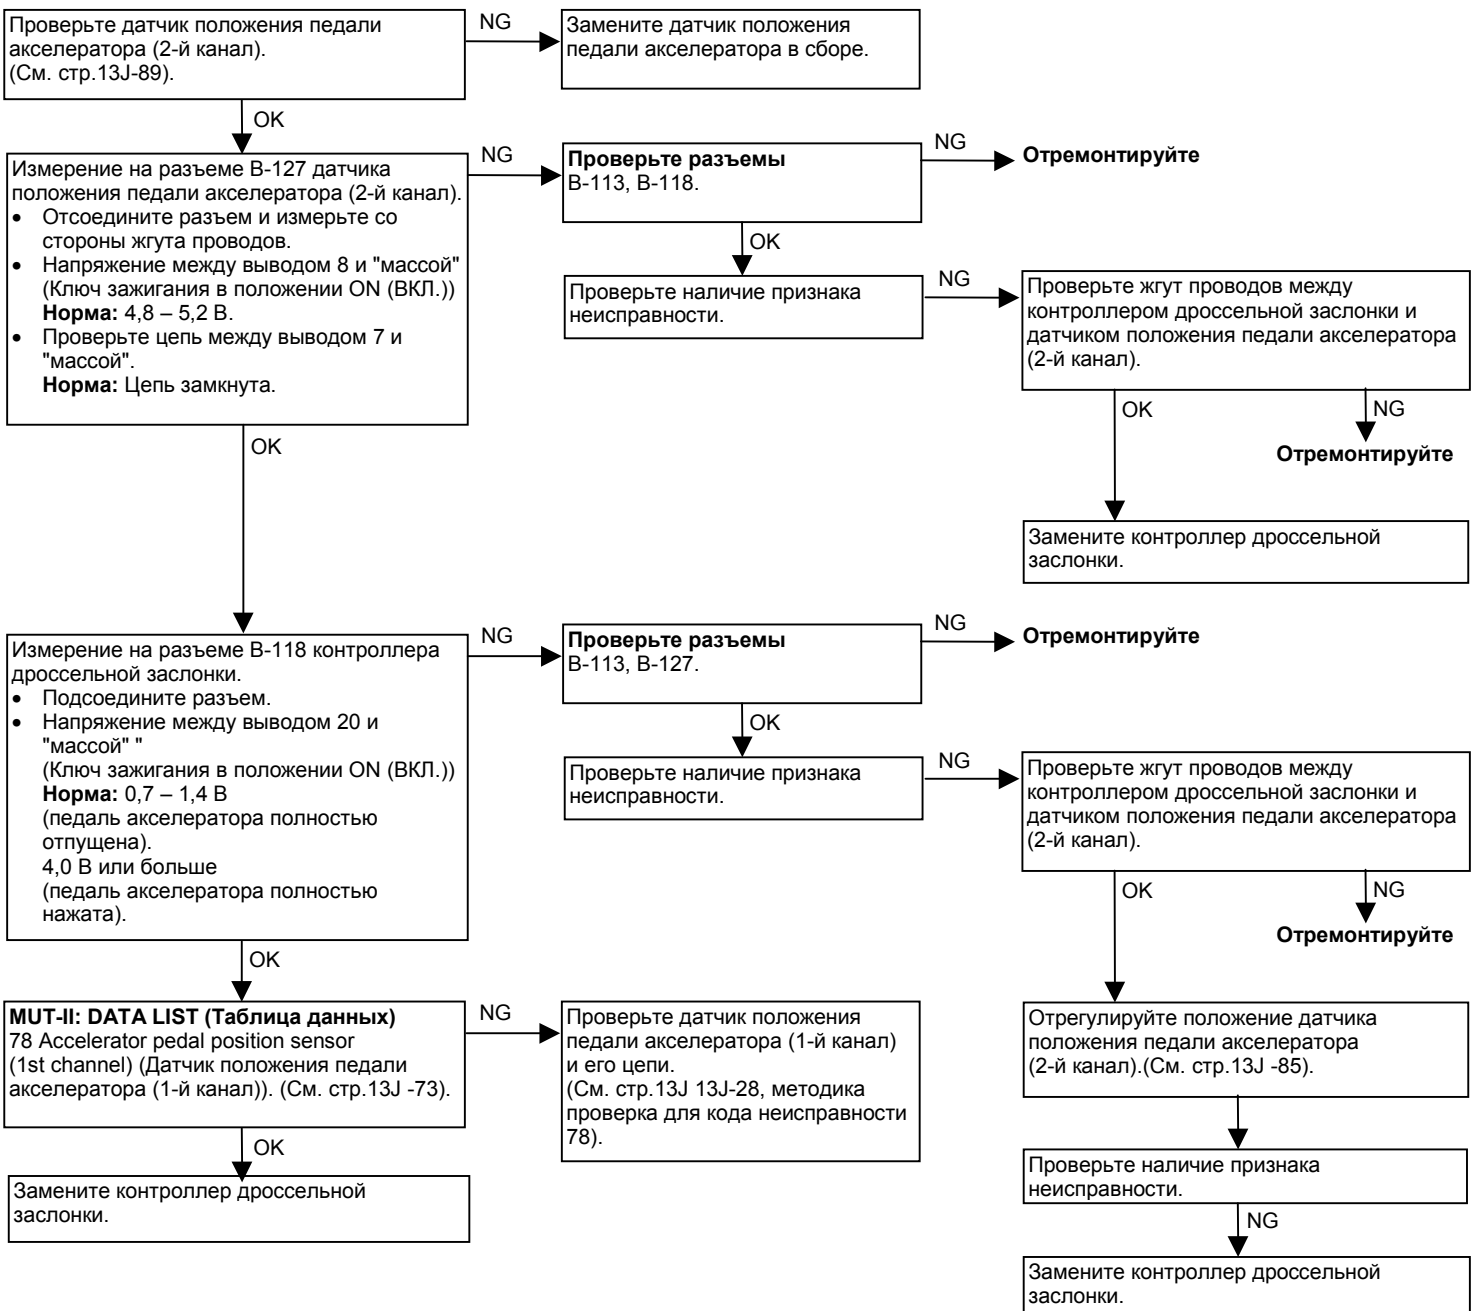 Проверьте датчик положения педали
акселератора (2-й канал).
(См. стр.13J-89).
NG
Замените датчик положения
педали акселератора в сборе.
OK
Измерение на разъеме B-127 датчика
положения педали акселератора (2-й канал).
• Отсоедините разъем и измерьте со
стороны жгута проводов.
• Напряжение между выводом 8 и "массой"
(Ключ зажигания в положении ON (ВКЛ.))
Норма: 4,8 – 5,2 В.
• Проверьте цепь между выводом 7 и
"массой".
Норма: Цепь замкнута.
NG
Проверьте разъемы
B-113, B-118.
NG
Отремонтируйте
OK
Проверьте наличие признака
неисправности.
NG
Проверьте жгут проводов между
контроллером дроссельной заслонки и
датчиком положения педали акселератора
(2-й канал).
OK
NG
Отремонтируйте
Замените контроллер дроссельной
заслонки.
OK
Измерение на разъеме B-118 контроллера
дроссельной заслонки.
• Подсоедините разъем.
• Напряжение между выводом 20 и
"массой" "
(Ключ зажигания в положении ON (ВКЛ.))
Норма: 0,7 – 1,4 В
(педаль акселератора полностью
отпущена).
4,0 В или больше
(педаль акселератора полностью
нажата).
NG
Проверьте разъемы
B-113, B-127.
NG
Отремонтируйте
OK
Проверьте наличие признака
неисправности.
NG
Проверьте жгут проводов между
контроллером дроссельной заслонки и
датчиком положения педали акселератора
(2-й канал).
OK
NG
Отремонтируйте
Отрегулируйте положение датчика
положения педали акселератора
(2-й канал).(См. стр.13J -85).
Проверьте наличие признака
неисправности.
NG
Замените контроллер дроссельной
заслонки.
OK
MUT-II: DATA LIST (Таблица данных)
78 Accelerator pedal position sensor
(1st channel) (Датчик положения педали
акселератора (1-й канал)). (См. стр.13J -73).
NG
Проверьте датчик положения
педали акселератора (1-й канал)
и его цепи.
(См. стр.13J 13J-28, методика
проверка для кода неисправности
78).
OK
Замените контроллер дроссельной
заслонки.